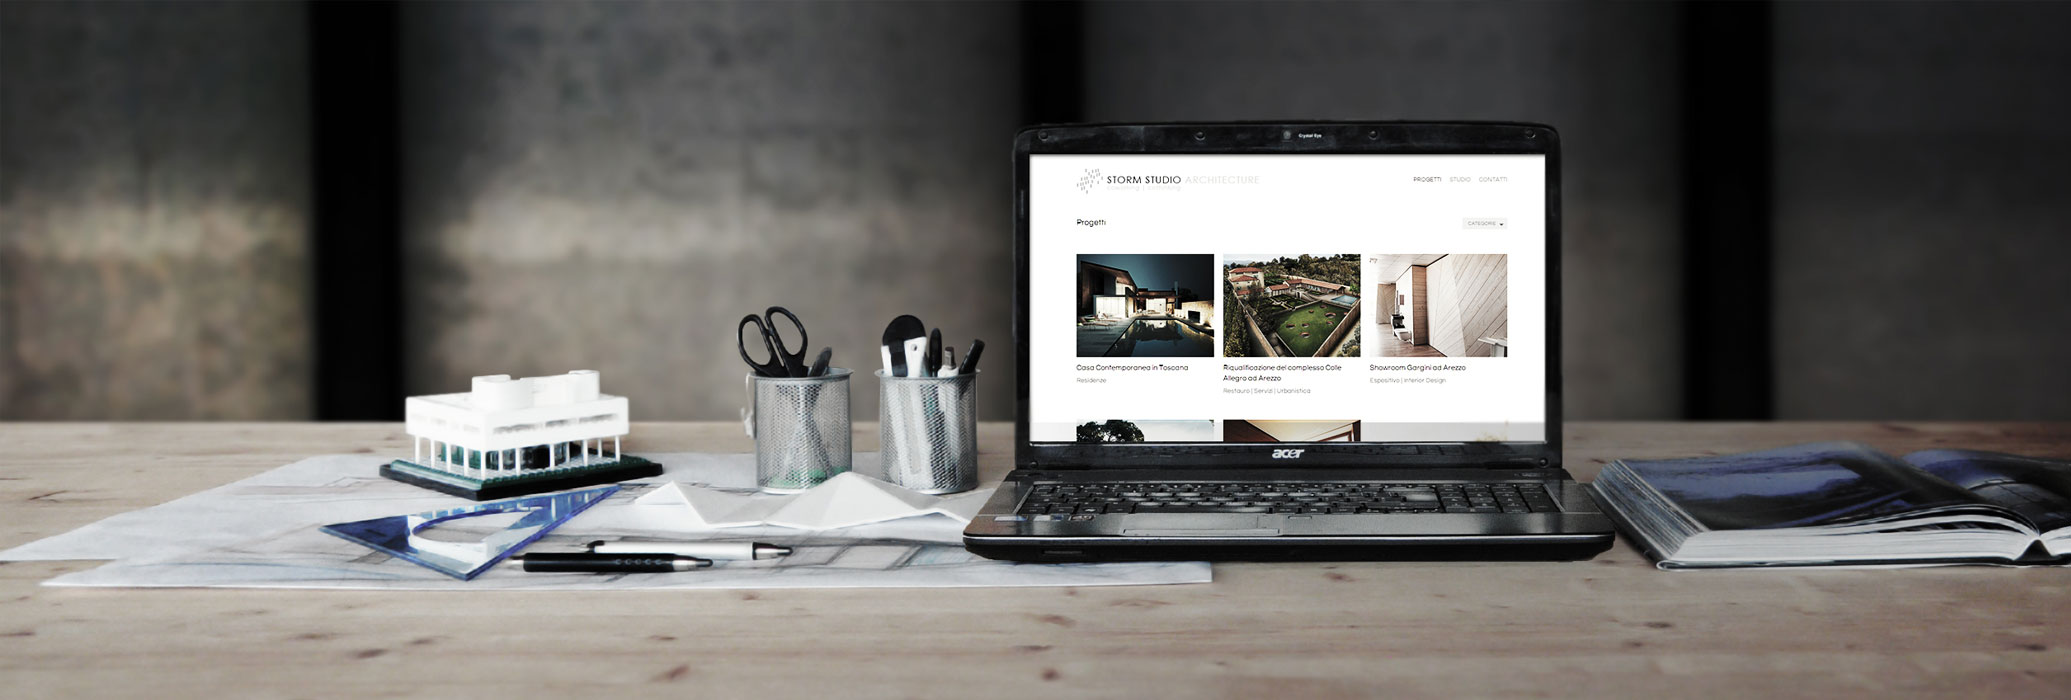 Crystal Eye
STORM STUDIO ARCHITECTURE
PROGETTI STUDIO CONTATTI
Progetti
CATEGORIE
Casa Contemporanea in Toscana
Residenze
Riqualificazione del complesso Colle
Allegro ad Arezzo
Restauro | Servizi | Urbanistica
Showroom Gargini ad Arezzo
Espositivo | Interior Design
acer